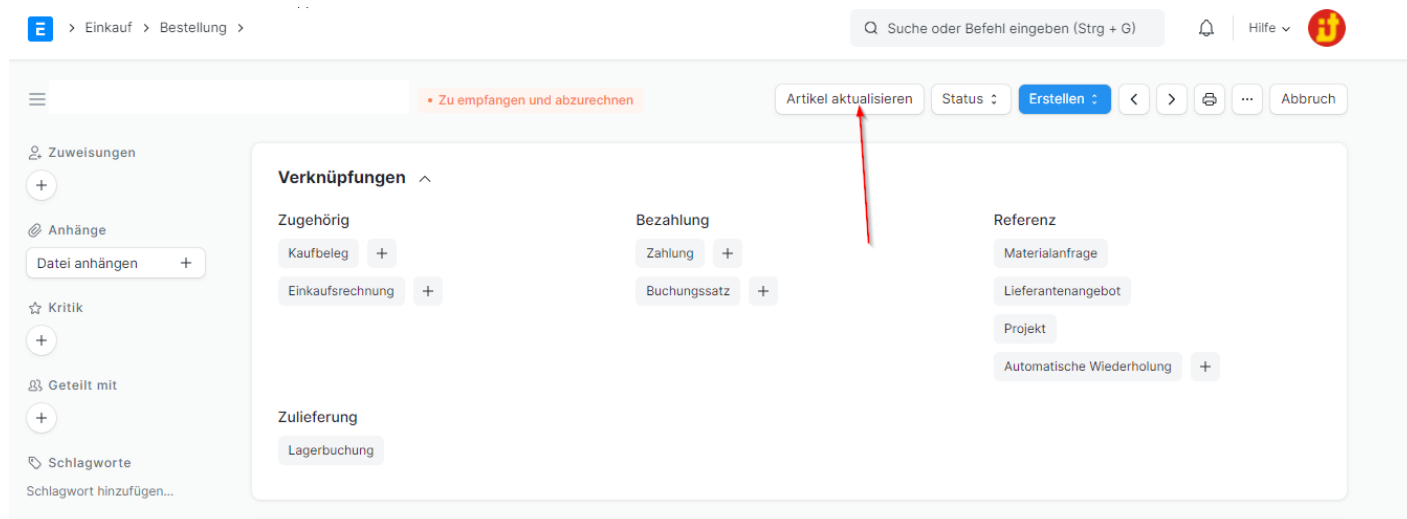 E > Einkauf > Bestellung >
Suche oder Befehl eingeben (Strg + G)
Hilfe
it
• Zu empfangen und abzurechnen
Artikel aktualisieren
Status
Erstellen
···
Abbruch
Zuweisungen
+
Anhänge
Datei anhängen +
Kritik
+
Geteilt mit
+
Schlagworte
Schlagwort hinzufügen...
Verknüpfungen
Zugehörig
Kaufbeleg +
Einkaufsrechnung +
Bezahlung
Zahlung +
Buchungssatz +
Referenz
Materialanfrage
Lieferantenangebot
Projekt
Automatische Wiederholung +
Zulieferung
Lagerbuchung